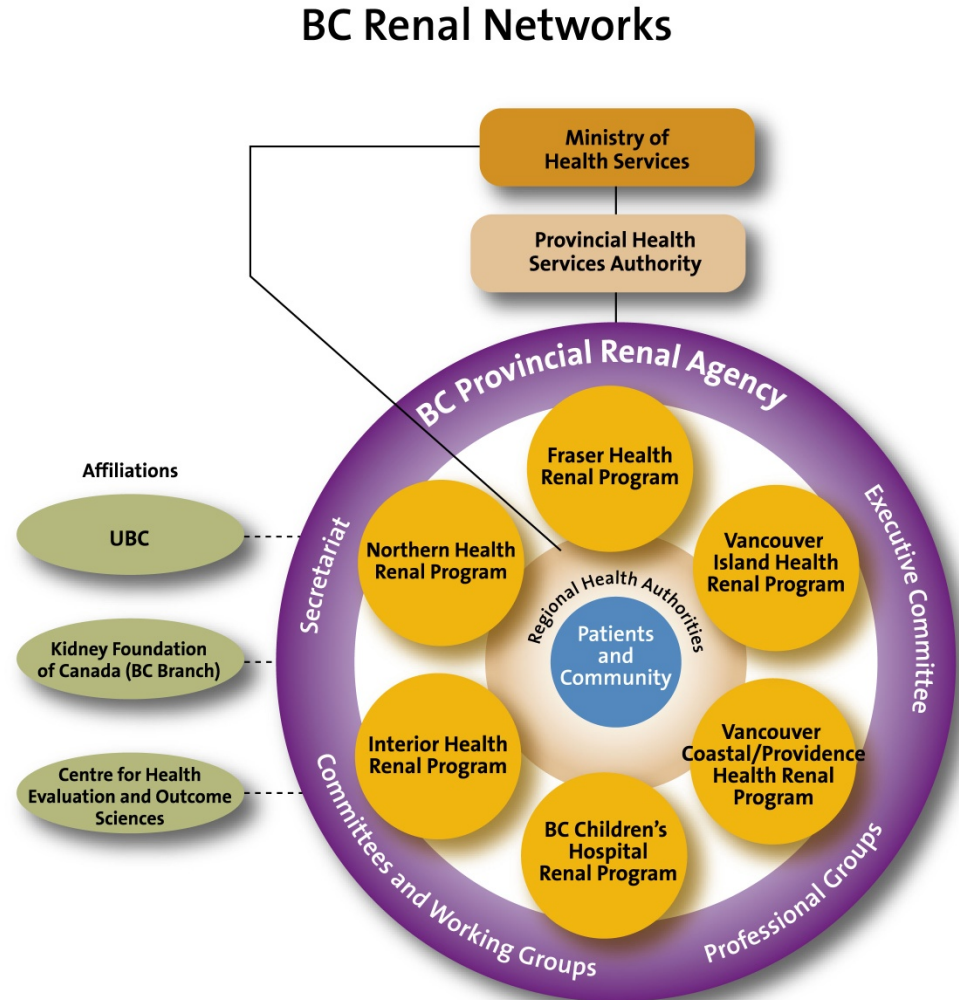 BC Renal Networks
Ministry of
Health Services
Provincial Health
Services Authority
BC Provincial Renal Agency
Affiliations
UBC
Kidney Foundation
of Canada (BC Branch)
Centre for Health
Evaluation and Outcome
Sciences
Secretariat
Executive Committee
Committees and Working Groups
Professional Groups
Fraser Health
Renal Program
Northern Health
Renal Program
Vancouver
Island Health
Renal Program
Regional Health Authorities
Patients
and
Community
Interior Health
Renal Program
Vancouver
Coastal/Providence
Health Renal
Program
BC Children's
Hospital
Renal Program